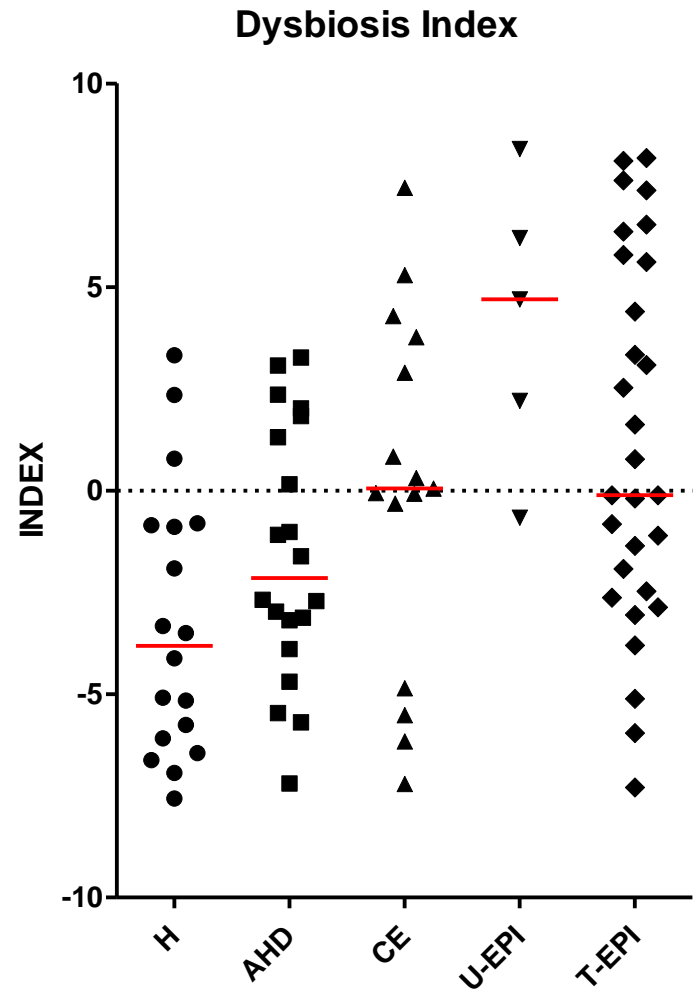 Dysbiosis Index
10
5
0
-5
-10
INDEX
H
AHD
CE
U-EPI
T-EPI